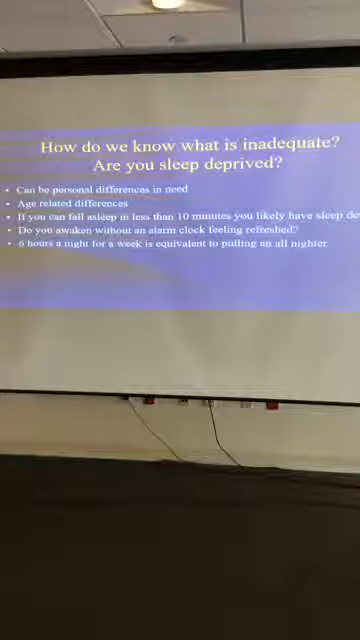 How do we know what is inadequate?
Are you sleep deprived?
• Can be personal differences in need
• Age related differences
• If you can fall asleep in less than 10 minutes you likely have sleep de
• Do you awaken without an alarm clock feeling refreshed?
• 6 hours a night for a week is equivalent to pulling an all nighter